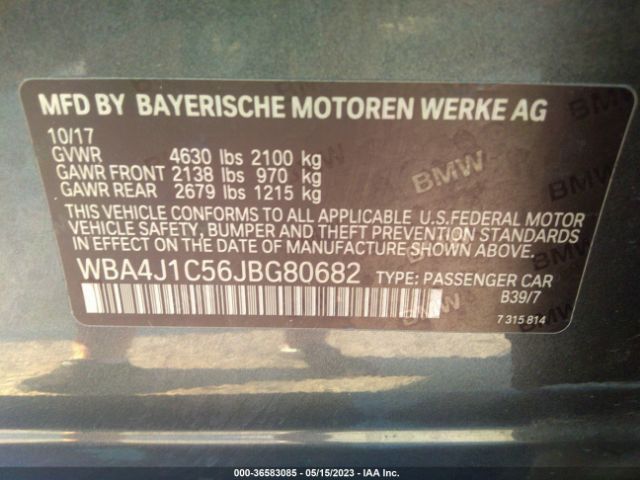 MFD BY BAYERISCHE MOTOREN WERKE AG
10/17
GVWR 4630 lbs 2100 kg
GAWR FRONT 2138 lbs 970 kg
GAWR REAR 2679 lbs 1215 kg
THIS VEHICLE CONFORMS TO ALL APPLICABLE U.S.FEDERAL MOTOR
VEHICLE SAFETY, BUMPER AND THEFT PREVENTION STANDARDS
IN EFFECT ON THE DATE OF MANUFACTURE SHOWN ABOVE.
WBA4J1C56JBG80682 TYPE: PASSENGER CAR
B39/7
7 315 814
BMW
BMW
BMW
000-36583085 - 05/15/2023 - IAA Inc.